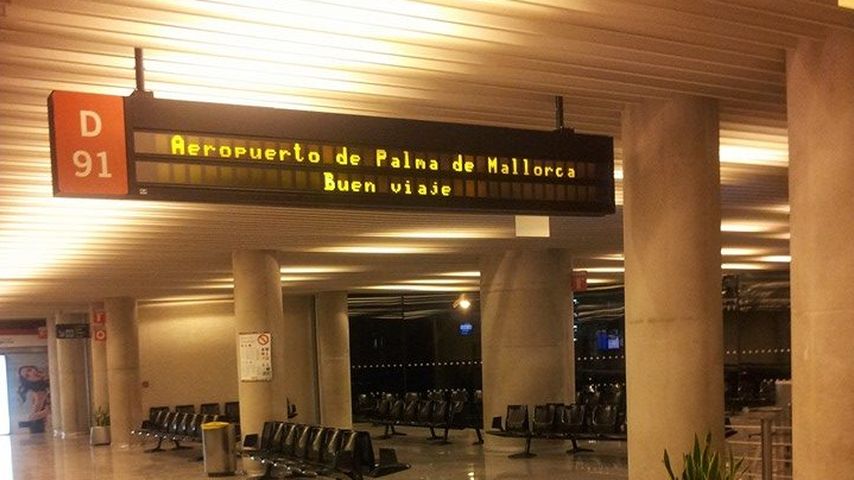 D
91
Aeropuerto de Palma de Mallorca
Buen viaje